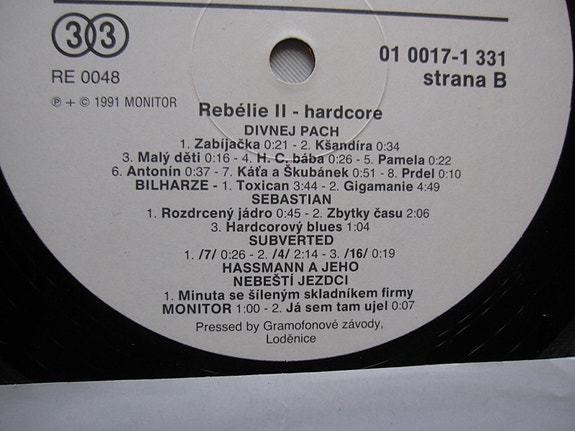 33
01 0017-1 331
RE 0048
strana B
℗ + © 1991 MONITOR
Rebélie II - hardcore
DIVNEJ PACH
1. Zabíjačka 0:21 - 2. Kšandíra 0:34
3. Malý děti 0:16 - 4. H. C. bába 0:26 - 5. Pamela 0:22
6. Antonín 0:37 - 7. Káťa a Škubánek 0:51 - 8. Prdel 0:10
BILHARZE - 1. Toxican 3:44 - 2. Gigamanie 4:49
SEBASTIAN
1. Rozdrcený jádro 0:45 - 2. Zbytky času 2:06
3. Hardcorový blues 1:04
SUBVERTED
1. /7/ 0:26 - 2. /4/ 2:14 - 3. /16/ 0:19
HASSMANN A JEHO
NEBEŠTÍ JEZDCI
1. Minuta se šíleným skladníkem firmy
MONITOR 1:00 - 2. Já sem tam ujel 0:07
Pressed by Gramofonové závody,
Loděnice